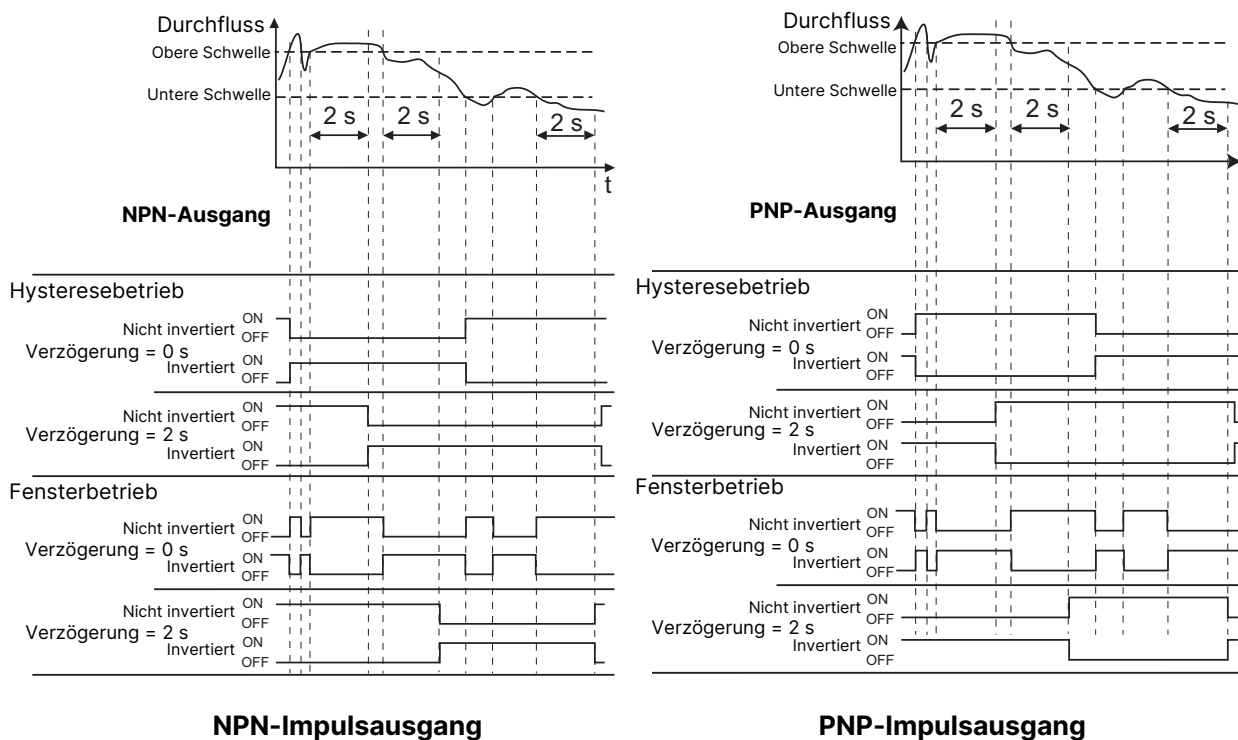 Durchfluss
Obere Schwelle
Untere Schwelle
2 s
2 s
2 s
t
NPN-Ausgang
Hysteresebetrieb
Verzögerung = 0 s
Nicht invertiert
ON
OFF
Invertiert
ON
OFF
Verzögerung = 2 s
Nicht invertiert
ON
OFF
Invertiert
ON
OFF
Fensterbetrieb
Verzögerung = 0 s
Nicht invertiert
ON
OFF
Invertiert
ON
OFF
Verzögerung = 2 s
Nicht invertiert
ON
OFF
Invertiert
ON
OFF
NPN-Impulsausgang
Durchfluss
Obere Schwelle
Untere Schwelle
2 s
2 s
2 s
PNP-Ausgang
Hysteresebetrieb
Verzögerung = 0 s
Nicht invertiert
ON
OFF
Invertiert
ON
OFF
Verzögerung = 2 s
Nicht invertiert
ON
OFF
Invertiert
ON
OFF
Fensterbetrieb
Verzögerung = 0 s
Nicht invertiert
ON
OFF
Invertiert
ON
OFF
Verzögerung = 2 s
Nicht invertiert
ON
OFF
Invertiert
ON
OFF
PNP-Impulsausgang